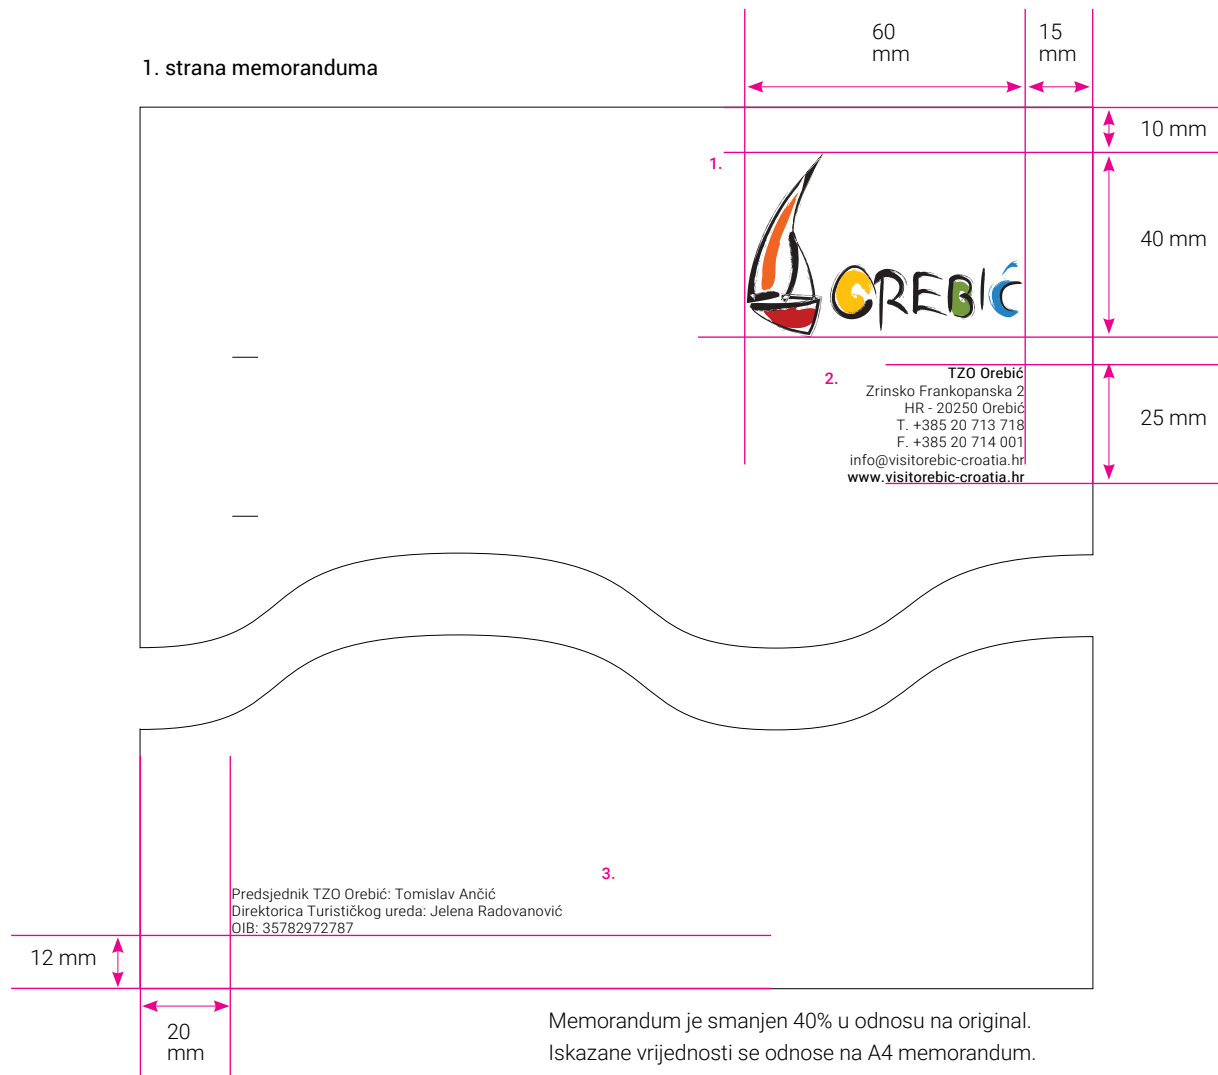 60
mm
15
mm
1. strana memoranduma
10 mm
1.
40 mm
OREBIĆ
2.
TZO Orebić
Zrinsko Frankopanska 2
HR - 20250 Orebić
T. +385 20 713 718
F. +385 20 714 001
info@visitorebic-croatia.hr
www.visitorebic-croatia.hr
25 mm
3.
Predsjednik TZO Orebić: Tomislav Ančić
Direktorica Turističkog ureda: Jelena Radovanović
OIB: 35782972787
12 mm
20
mm
Memorandum je smanjen 40% u odnosu na original.
Iskazane vrijednosti se odnose na A4 memorandum.